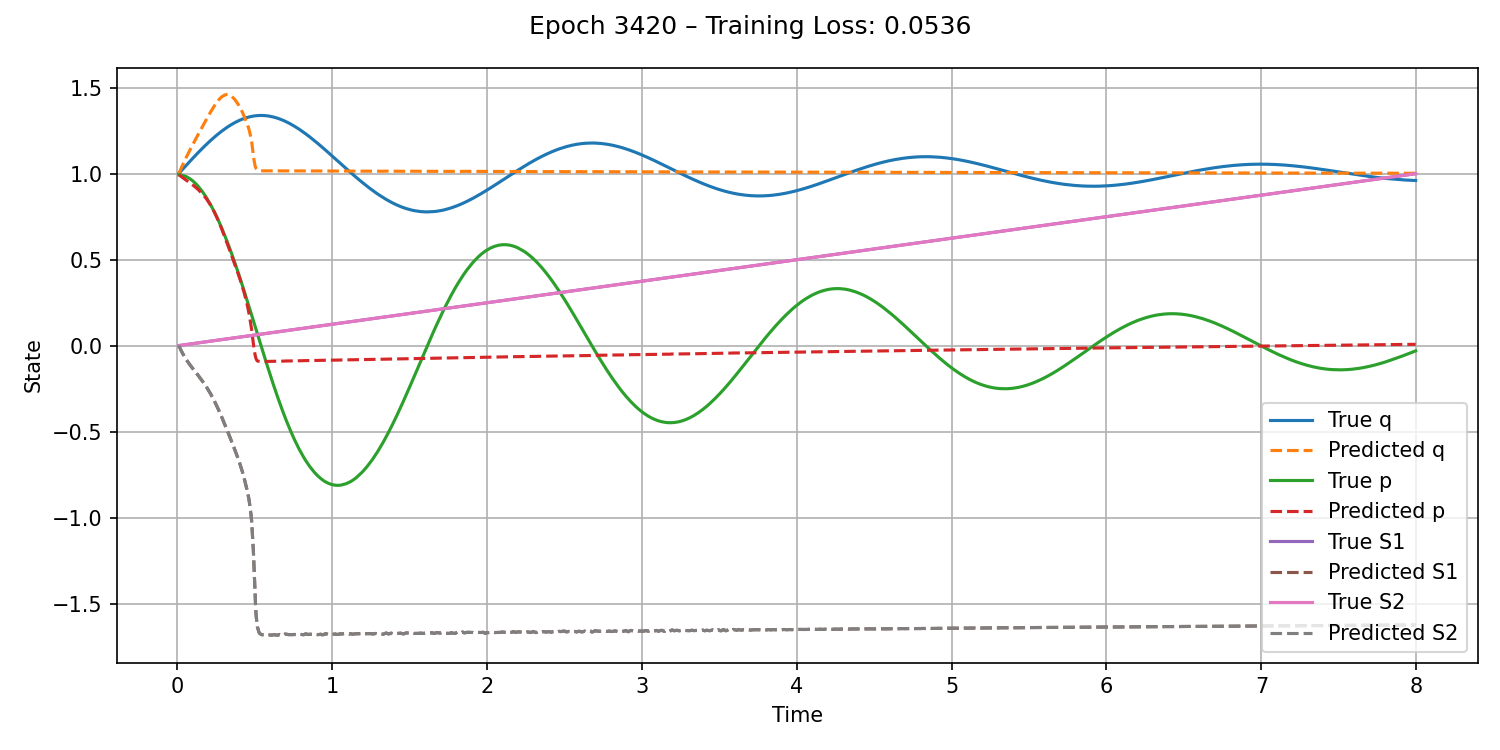 Epoch 3420 – Training Loss: 0.0536
State
1.5
1.0
0.5
0.0
−0.5
−1.0
−1.5
True q
Predicted q
True p
Predicted p
True S1
Predicted S1
True S2
Predicted S2
0 1 2 3 4 5 6 7 8
Time